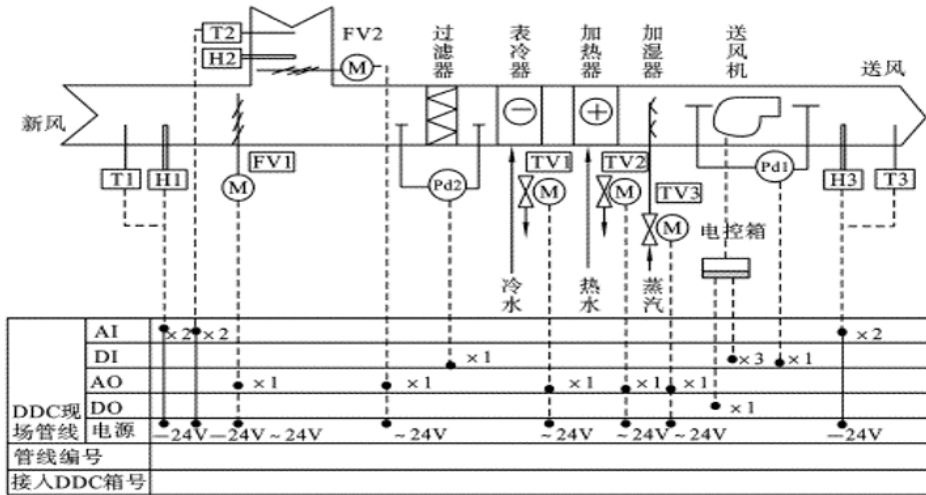 T2
FV2
H2
M
过滤器
表冷器
加热器
加湿器
送风机
送风
新风
T1
H1
FV1
M
Pd2
TV1
M
TV2
M
TV3
M
Pd1
H3
T3
电控箱
冷水
热水
蒸汽
AI ×2 ×2 ×2
DI ×1 ×3 ×1
AO ×1 ×1 ×1 ×1 ×1
DO ×1
DDC现场管线
电源 —24V —24V ~24V ~24V ~24V ~24V ~24V —24V
管线编号
接入DDC箱号